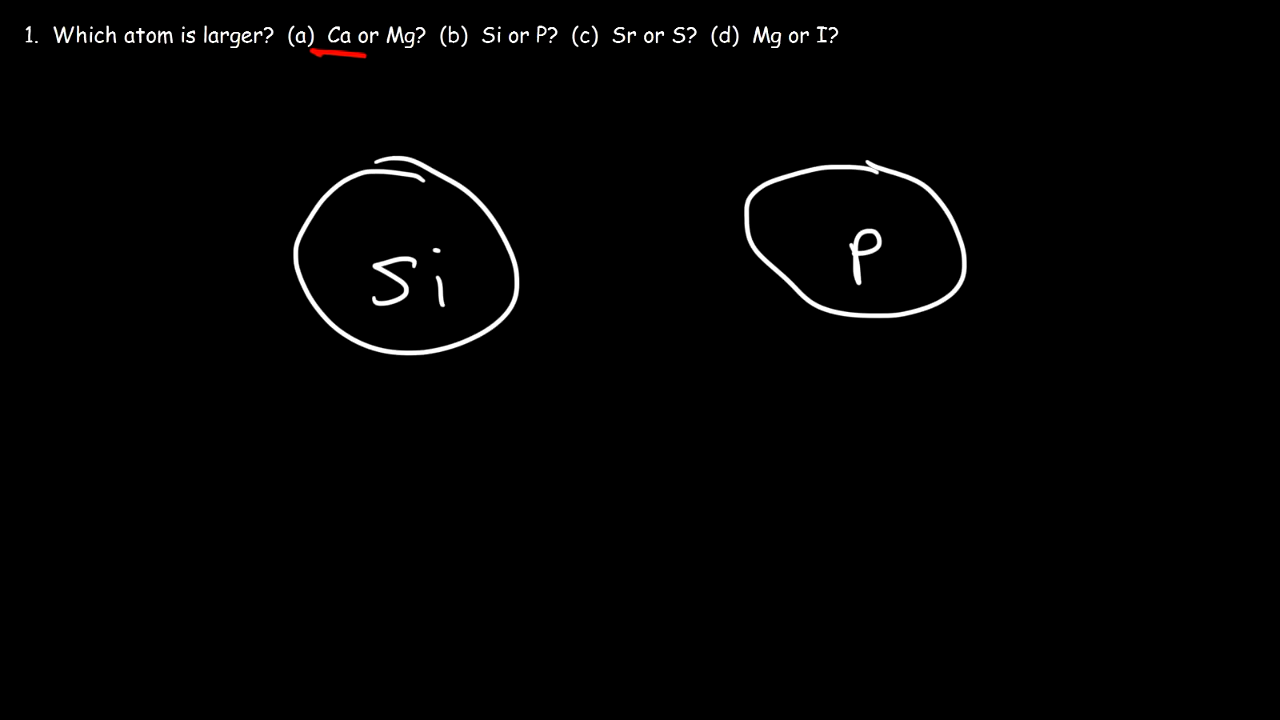 1. Which atom is larger? (a) Ca or Mg? (b) Si or P? (c) Sr or S? (d) Mg or I?
Si
P